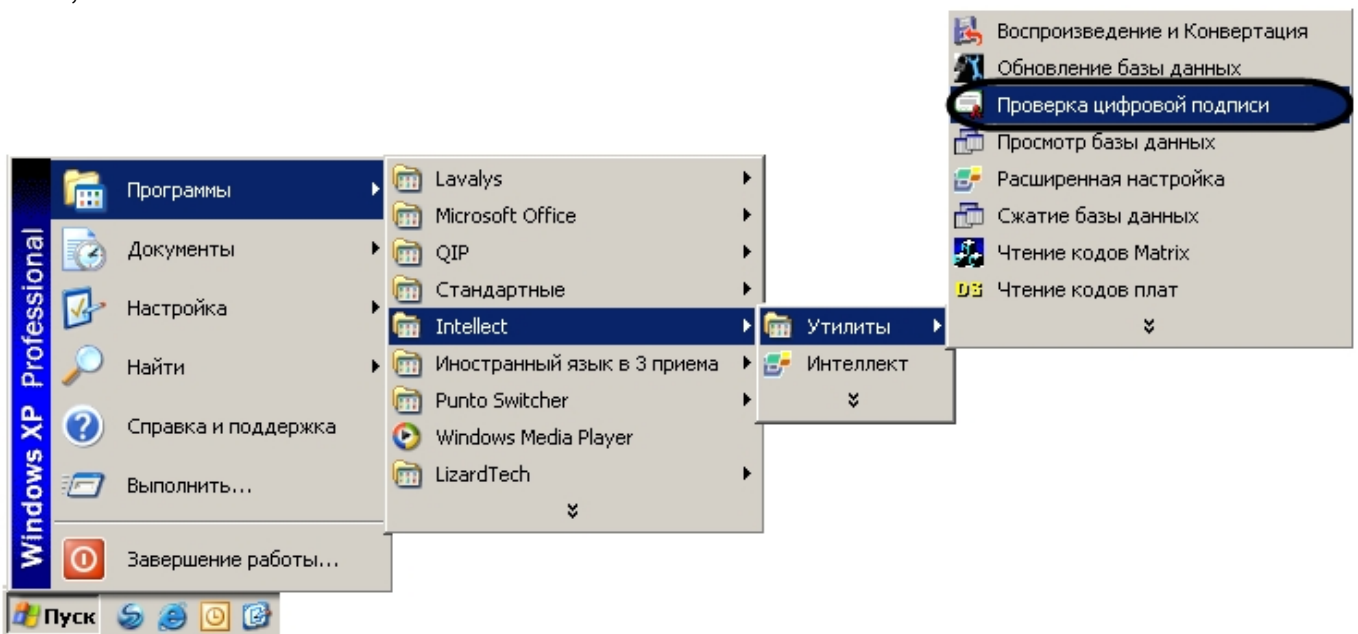 Воспроизведение и Конвертация
Обновление базы данных
Проверка цифровой подписи
Просмотр базы данных
Расширенная настройка
Сжатие базы данных
Чтение кодов Matrix
DS Чтение кодов плат
Windows XP Professional
Программы
Документы
Настройка
Найти
Справка и поддержка
Выполнить...
Завершение работы...
Lavalys
Microsoft Office
QIP
Стандартные
Intellect
Иностранный язык в 3 приема
Punto Switcher
Windows Media Player
LizardTech
Утилиты
Интеллект
Пуск